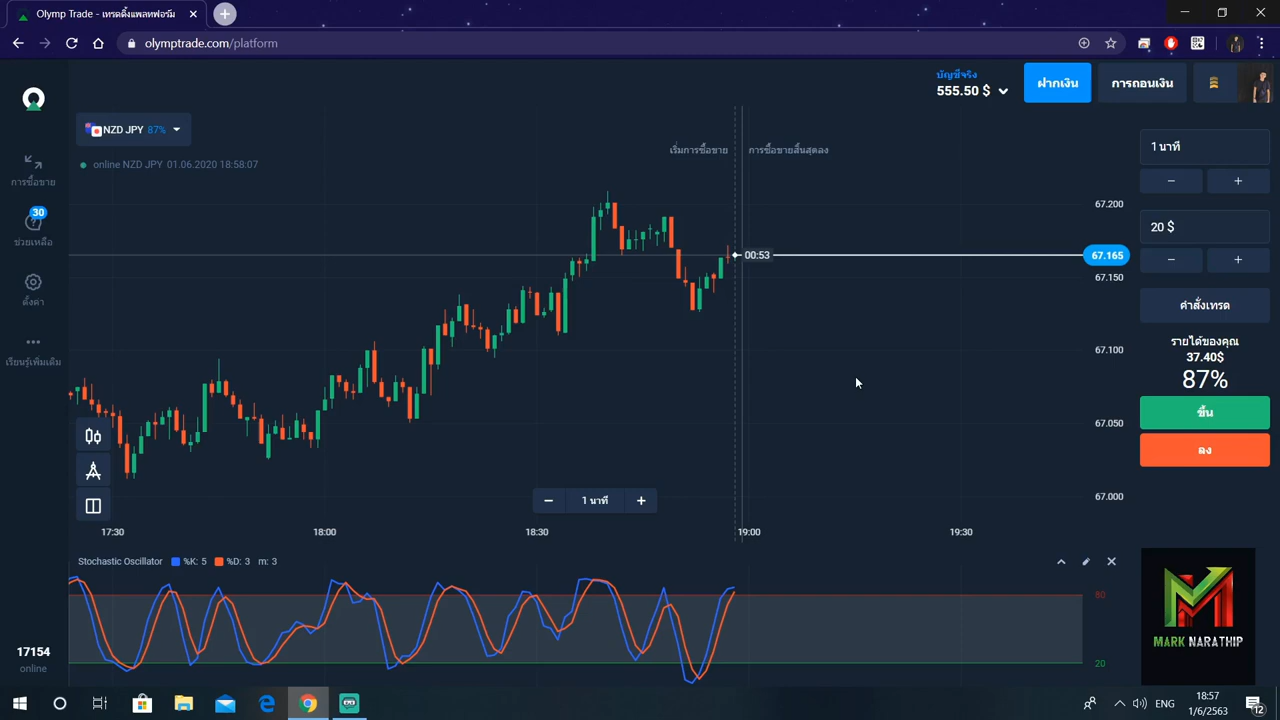 Olymp Trade - เทรดดิ้งแพลทฟอร์ม
olymptrade.com/platform
บัญชีจริง
555.50 $
ฝากเงิน
การถอนเงิน
NZD JPY 87%
online NZD JPY 01.06.2020 18:58:07
เริ่มการซื้อขาย
การซื้อขายสิ้นสุดลง
1 นาที
การซื้อขาย
30
ช่วยเหลือ
ตั้งค่า
เรียนรู้เพิ่มเติม
20 $
คำสั่งเทรด
รายได้ของคุณ
37.40$
87%
ขึ้น
ลง
67.200
00:53
67.165
67.150
67.100
67.050
67.000
1 นาที
17:30
18:00
18:30
19:00
19:30
Stochastic Oscillator %K: 5 %D: 3 m: 3
80
20
17154
online
MARK NARATHIP
ENG
18:57
1/6/2563
12